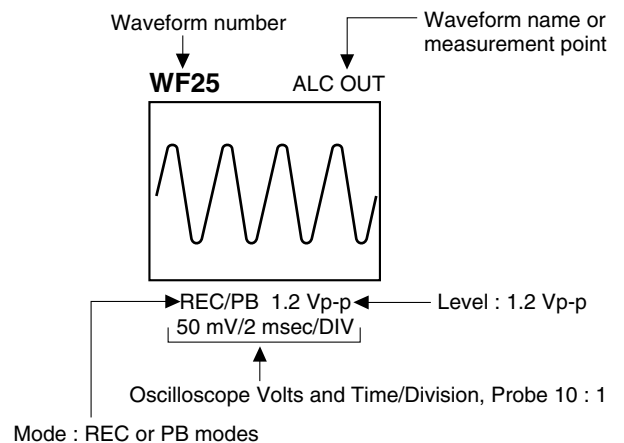 Waveform number
Waveform name or
measurement point
WF25 ALC OUT
REC/PB 1.2 Vp-p
Level : 1.2 Vp-p
50 mV/2 msec/DIV
Oscilloscope Volts and Time/Division, Probe 10 : 1
Mode : REC or PB modes